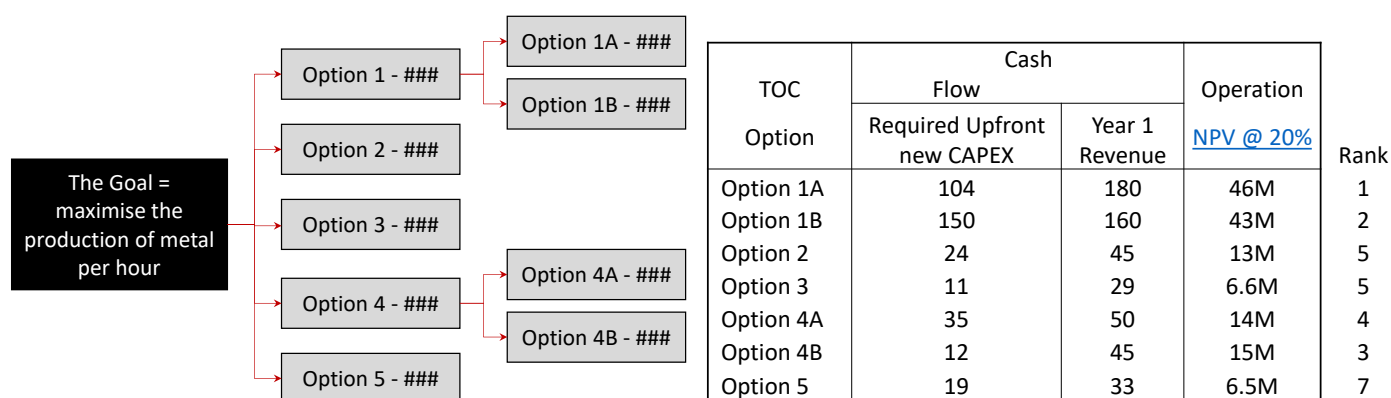 The Goal =
maximise the
production of metal
per hour
Option 1 - ###
Option 2 - ###
Option 3 - ###
Option 4 - ###
Option 5 - ###
Option 1A - ###
Option 1B - ###
Option 4A - ###
Option 4B - ###
TOC
Option
Cash
Flow
Required Upfront
new CAPEX
Year 1
Revenue
Operation
NPV @ 20%
Rank
Option 1A 104 180 46M 1
Option 1B 150 160 43M 2
Option 2 24 45 13M 5
Option 3 11 29 6.6M 5
Option 4A 35 50 14M 4
Option 4B 12 45 15M 3
Option 5 19 33 6.5M 7